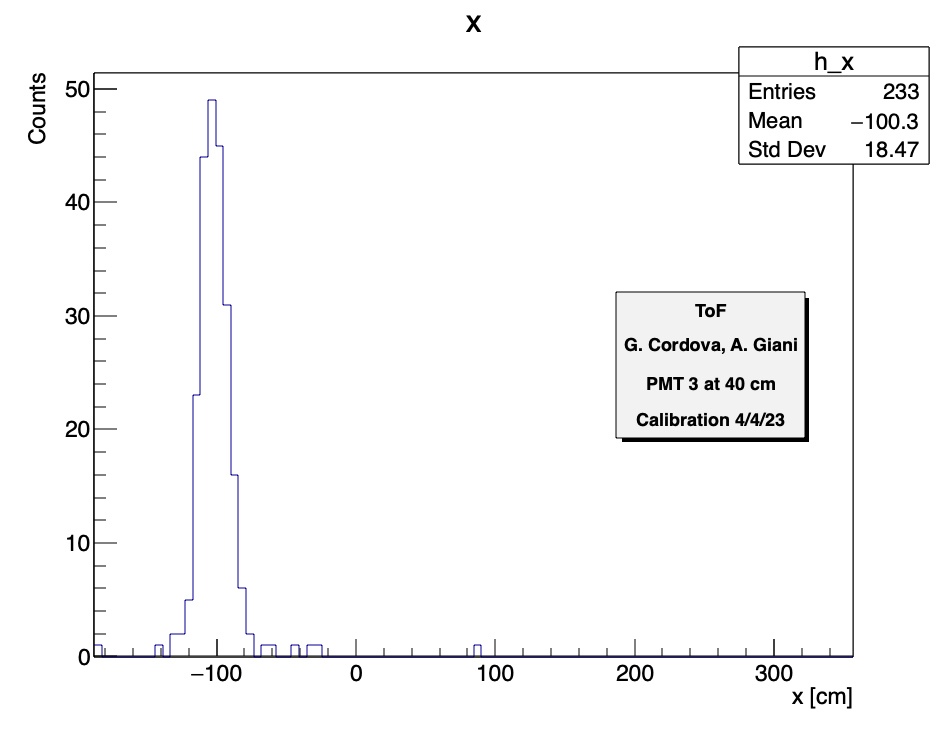 X
h_x
Entries 233
Mean −100.3
Std Dev 18.47
Counts
50
40
30
20
10
0
ToF
G. Cordova, A. Giani
PMT 3 at 40 cm
Calibration 4/4/23
−100 0 100 200 300
x [cm]